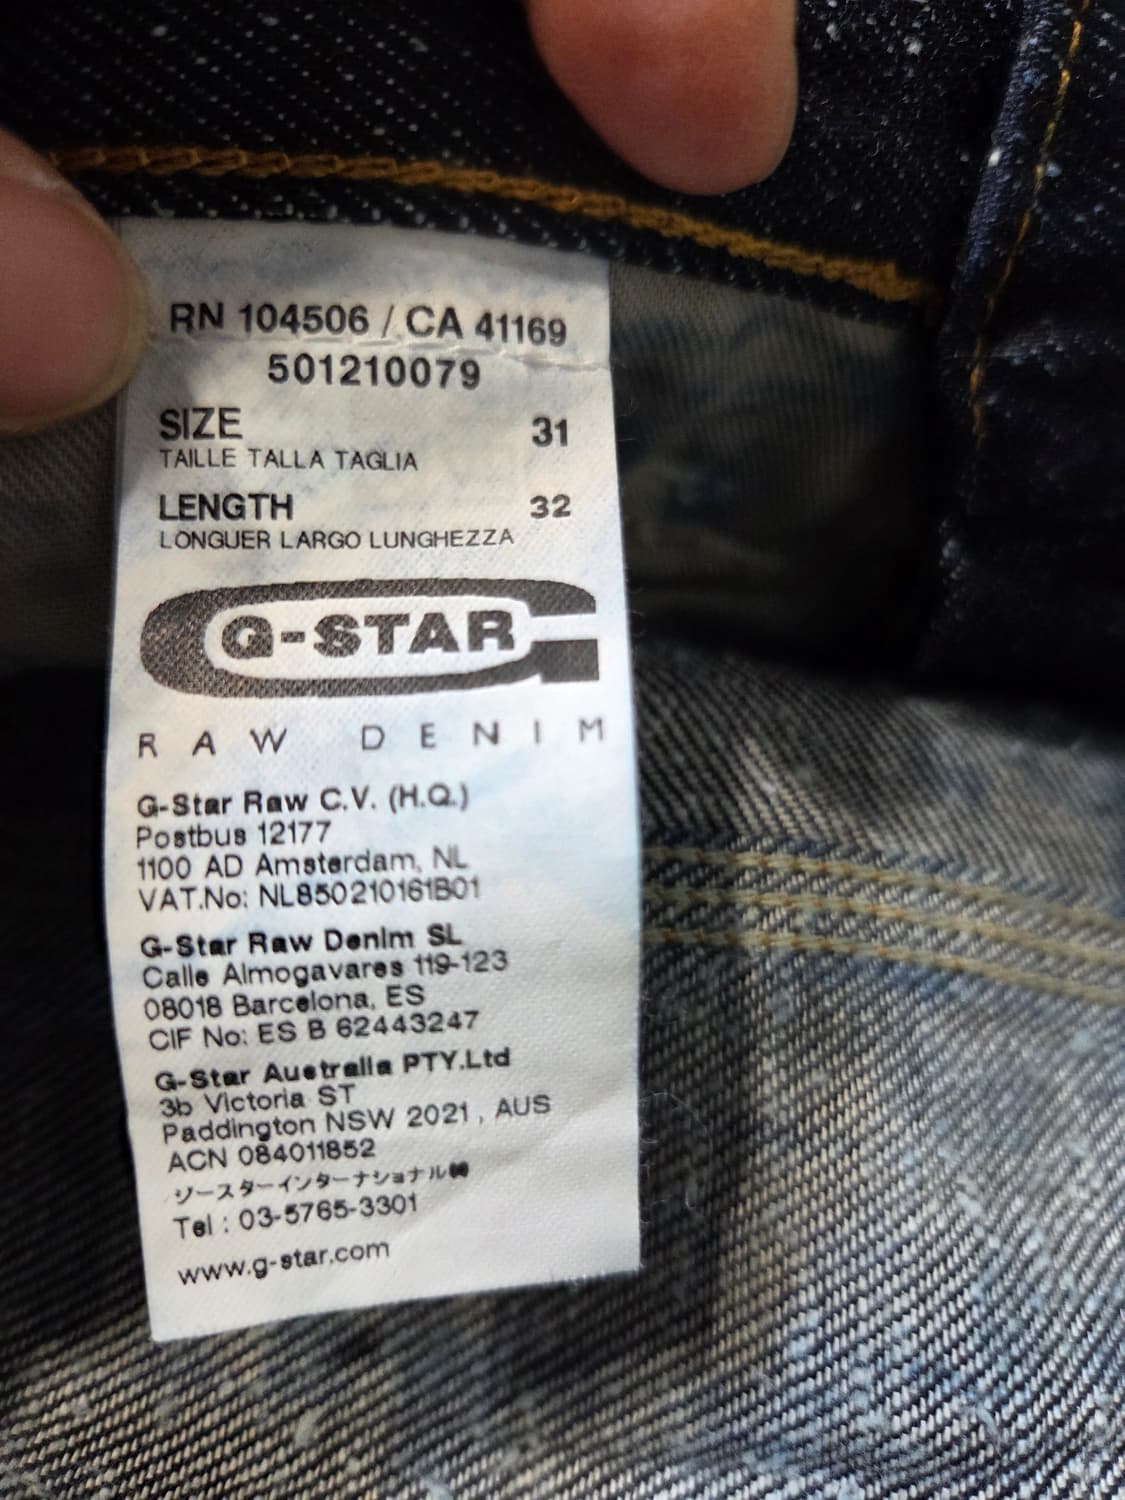 RN 104506 / CA 41169
501210079
SIZE 31
TAILLE TALLA TAGLIA
LENGTH 32
LONGUER LARGO LUNGHEZZA
G-STAR
RAW DENIM
G-Star Raw C.V. (H.Q.)
Postbus 12177
1100 AD Amsterdam, NL
VAT.No: NL850210161B01
G-Star Raw Denim SL
Calle Almogavares 119-123
08018 Barcelona, ES
CIF No: ES B 62443247
G-Star Australia PTY.Ltd
3b Victoria ST
Paddington NSW 2021 , AUS
ACN 084011852
ジースターインターナショナル㈱
Tel : 03-5765-3301
www.g-star.com